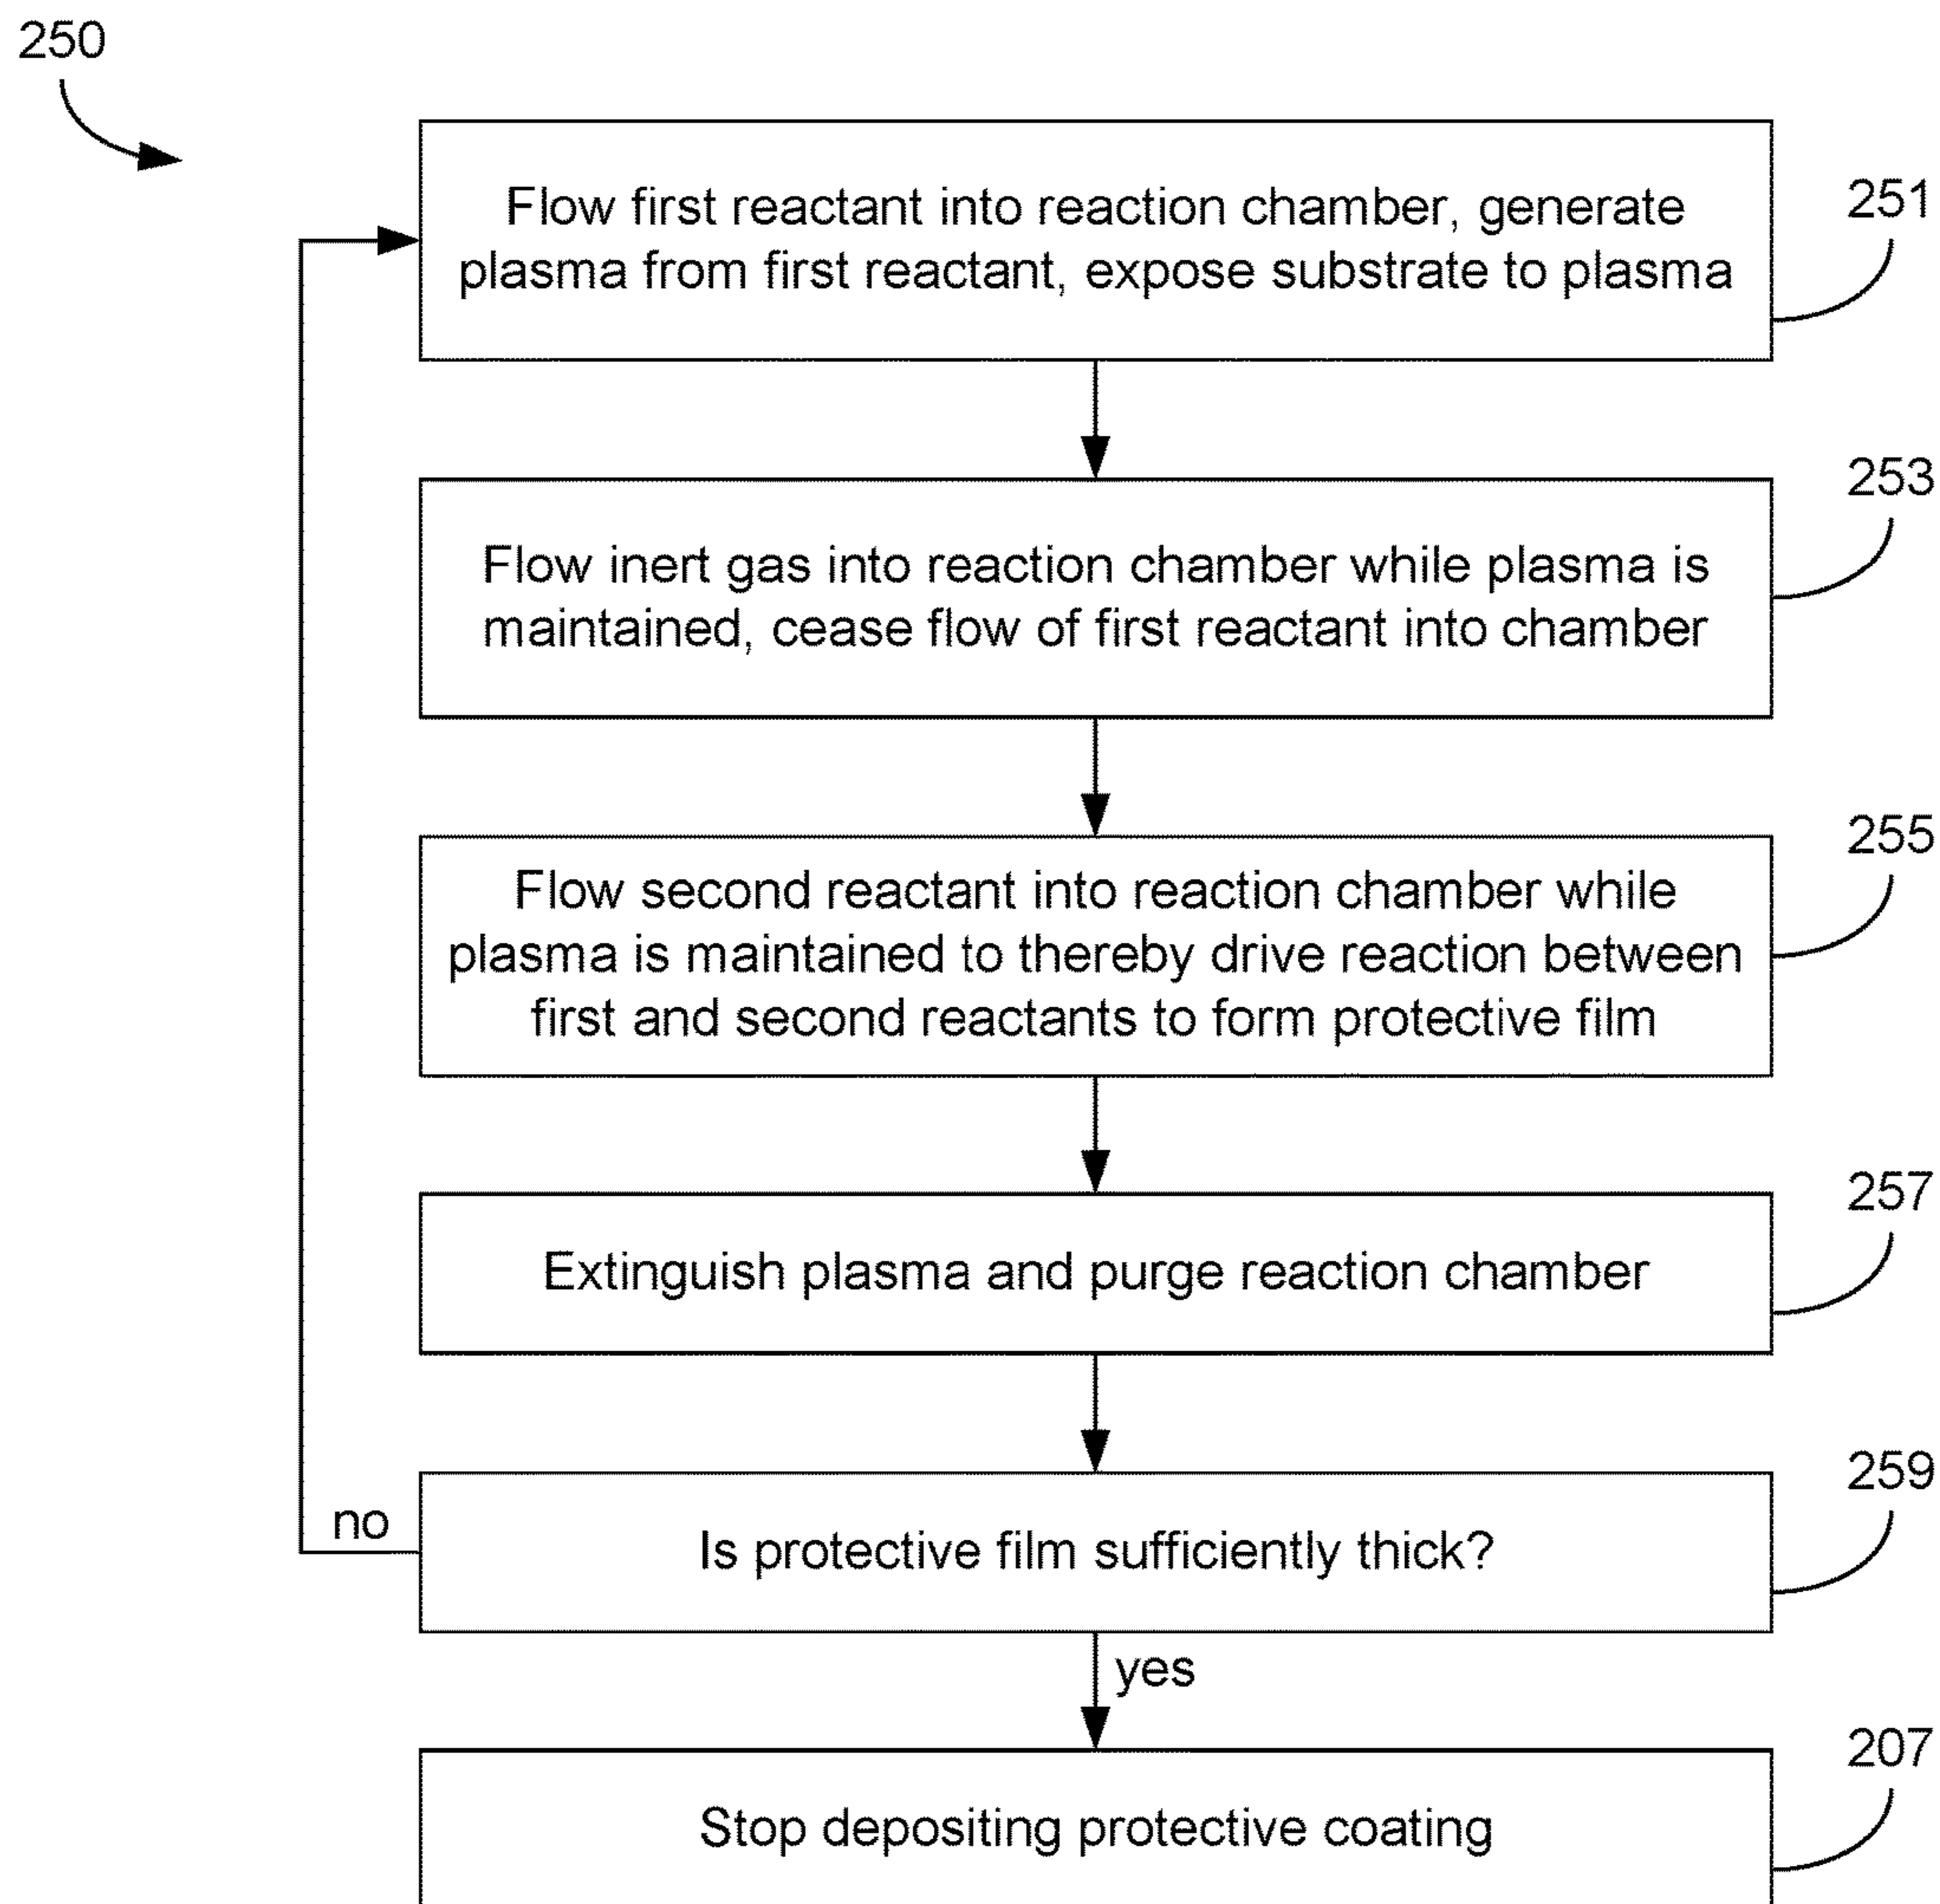 250
Flow first reactant into reaction chamber, generate
plasma from first reactant, expose substrate to plasma
251
Flow inert gas into reaction chamber while plasma is
maintained, cease flow of first reactant into chamber
253
Flow second reactant into reaction chamber while
plasma is maintained to thereby drive reaction between
first and second reactants to form protective film
255
Extinguish plasma and purge reaction chamber
257
Is protective film sufficiently thick?
259
no
yes
Stop depositing protective coating
207